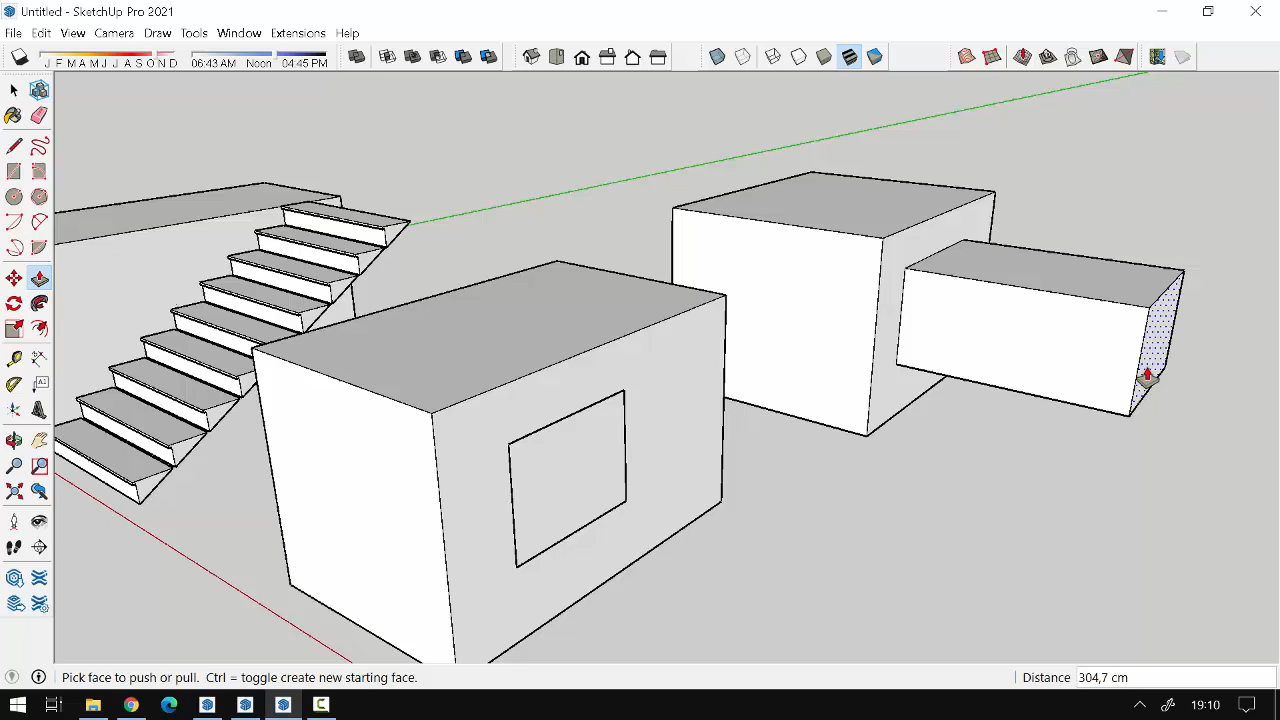 Untitled - SketchUp Pro 2021
File Edit View Camera Draw Tools Window Extensions Help
J F M A M J J A S O N D 06:43 AM Noon 04:45 PM
A1
Pick face to push or pull. Ctrl = toggle create new starting face. Distance 304,7 cm
19:10